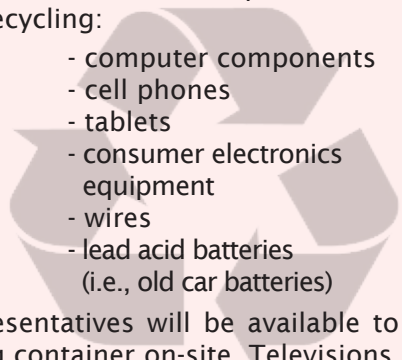 ecycling:
- computer components
- cell phones
- tablets
- consumer electronics
equipment
- wires
- lead acid batteries
(i.e., old car batteries)
esentatives will be available to
container on-site. Televisions